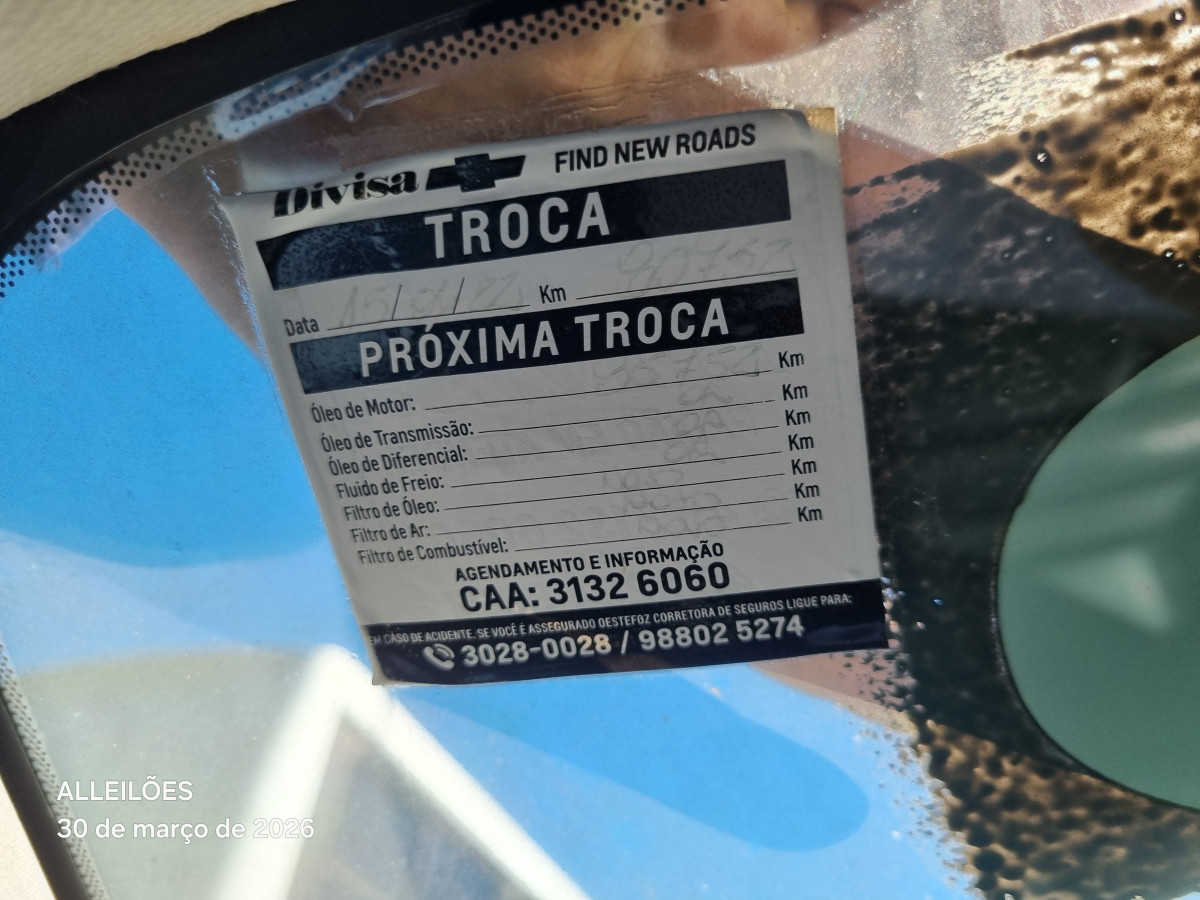 Divisa FIND NEW ROADS
TROCA
Data 15/ / Km
PRÓXIMA TROCA
Óleo de Motor: Km
Óleo de Transmissão: Km
Óleo de Diferencial: Km
Fluido de Freio: Km
Filtro de Óleo: Km
Filtro de Ar: Km
Filtro de Combustível: Km
AGENDAMENTO E INFORMAÇÃO
CAA: 3132 6060
EM CASO DE ACIDENTE, SE VOCÊ É ASSEGURADO OESTEFOZ CORRETORA DE SEGUROS LIGUE PARA:
3028-0028 / 98802 5274
ALLEILÕES
30 de março de 2026